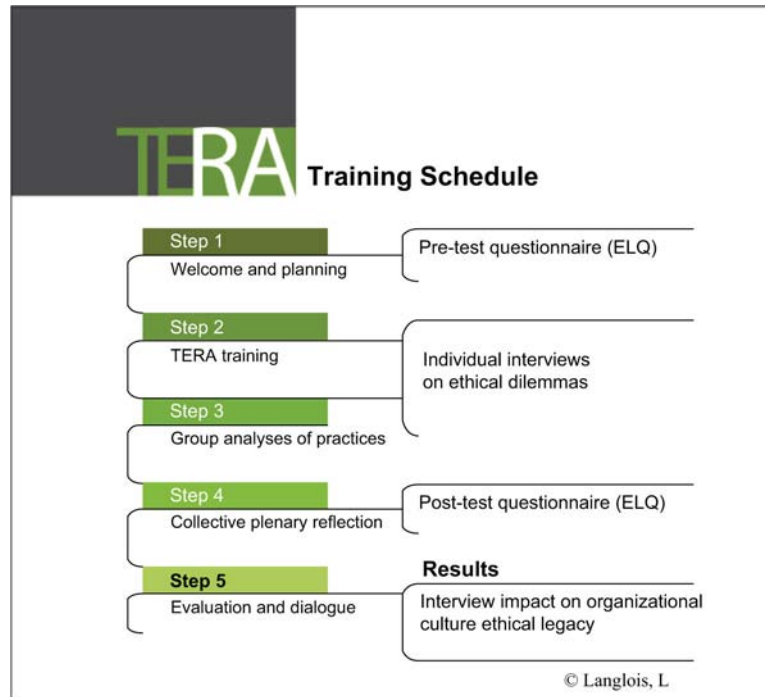 TERA
Training Schedule
Step 1
Welcome and planning
Pre-test questionnaire (ELQ)
Step 2
TERA training
Individual interviews
on ethical dilemmas
Step 3
Group analyses of practices
Step 4
Collective plenary reflection
Post-test questionnaire (ELQ)
Step 5
Evaluation and dialogue
Results
Interview impact on organizational
culture ethical legacy
© Langlois, L